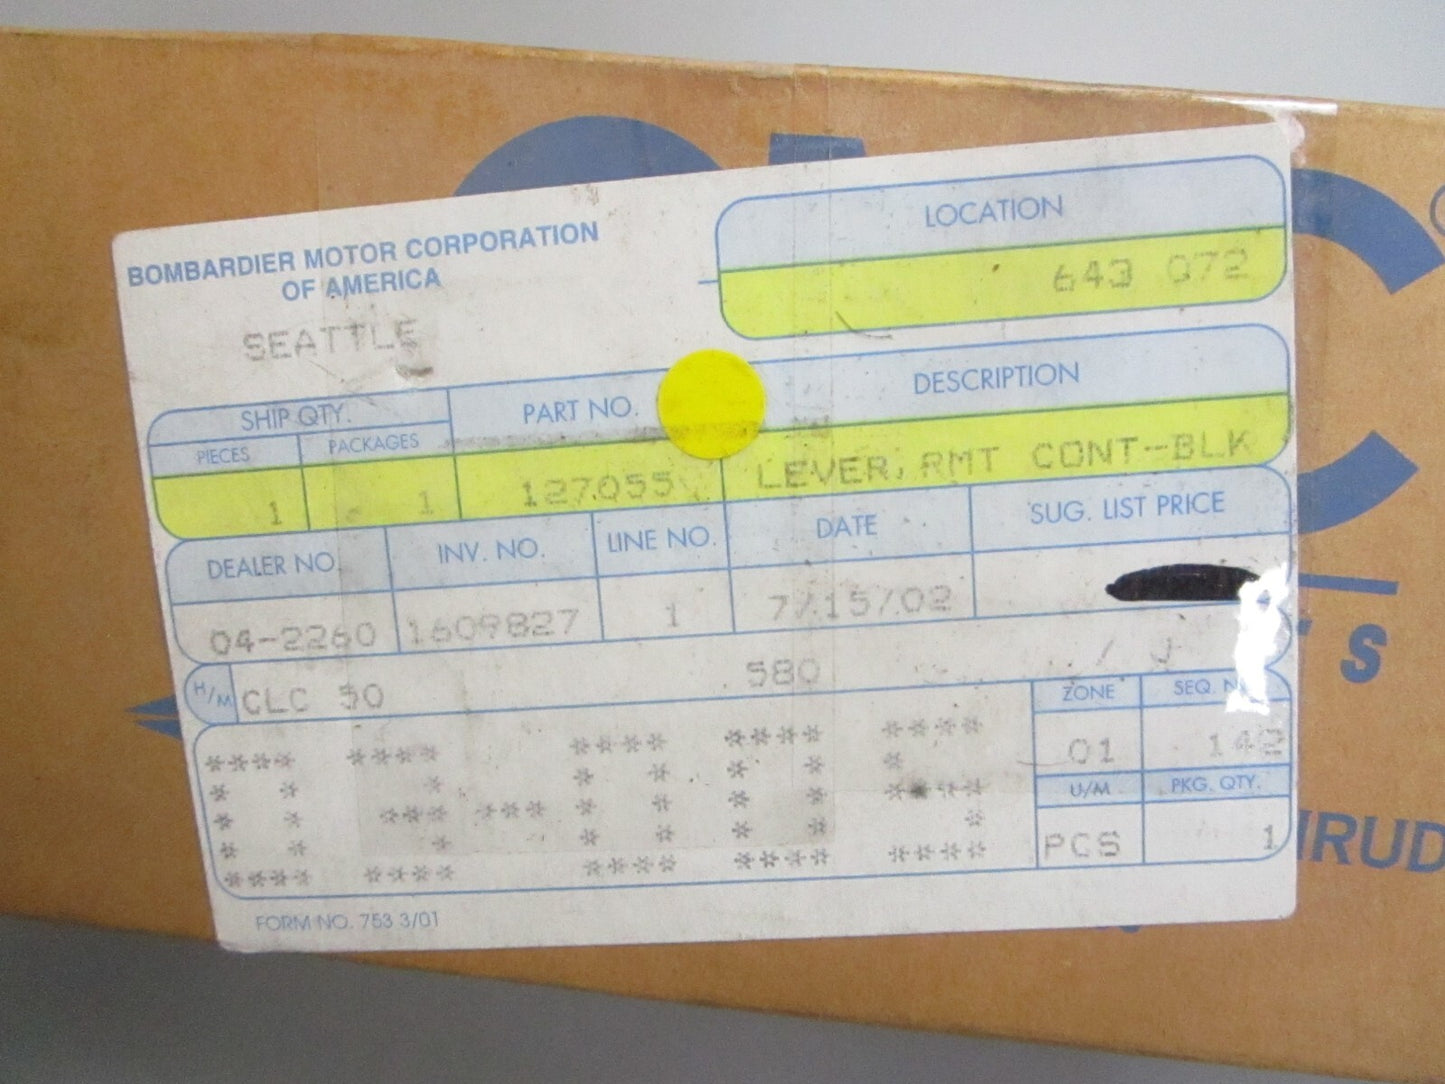 BOMBARDIER MOTOR CORPORATION
OF AMERICA
SEATTLE
LOCATION
643 072
SHIP QTY.
PIECES
PACKAGES
PART NO.
DESCRIPTION
1
1
127055
LEVER, RMT CONT-BLK
DEALER NO.
INV. NO.
LINE NO.
DATE
SUG. LIST PRICE
04-2260
1609827
1
7/15/02
H/M
CLC 50
580
ZONE
SEQ.
01
142
U/M
PKG. QTY.
PCS
1
**** **** **** **** ****
* * * * * * * *
* * *** *** * * * * ****
* * * * * * * *
**** **** **** **** ****
FORM NO. 753 3/01
IRUD